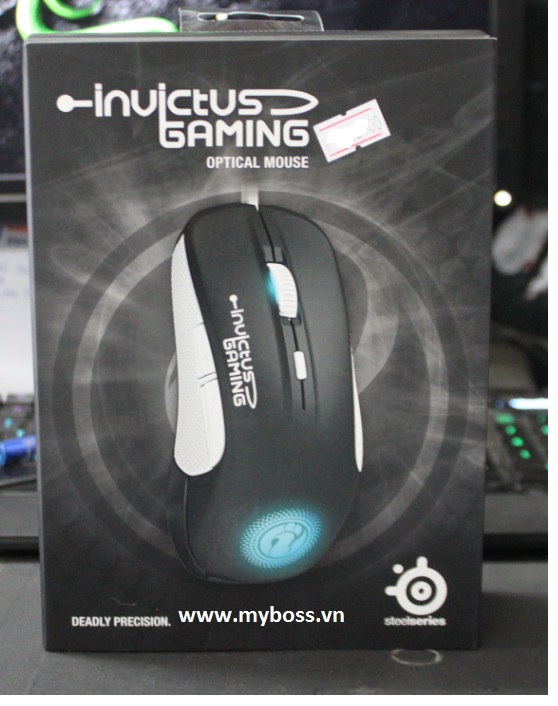 invictus
GAMING
OPTICAL MOUSE
invictus
GAMING
www.myboss.vn
DEADLY PRECISION.
steelseries